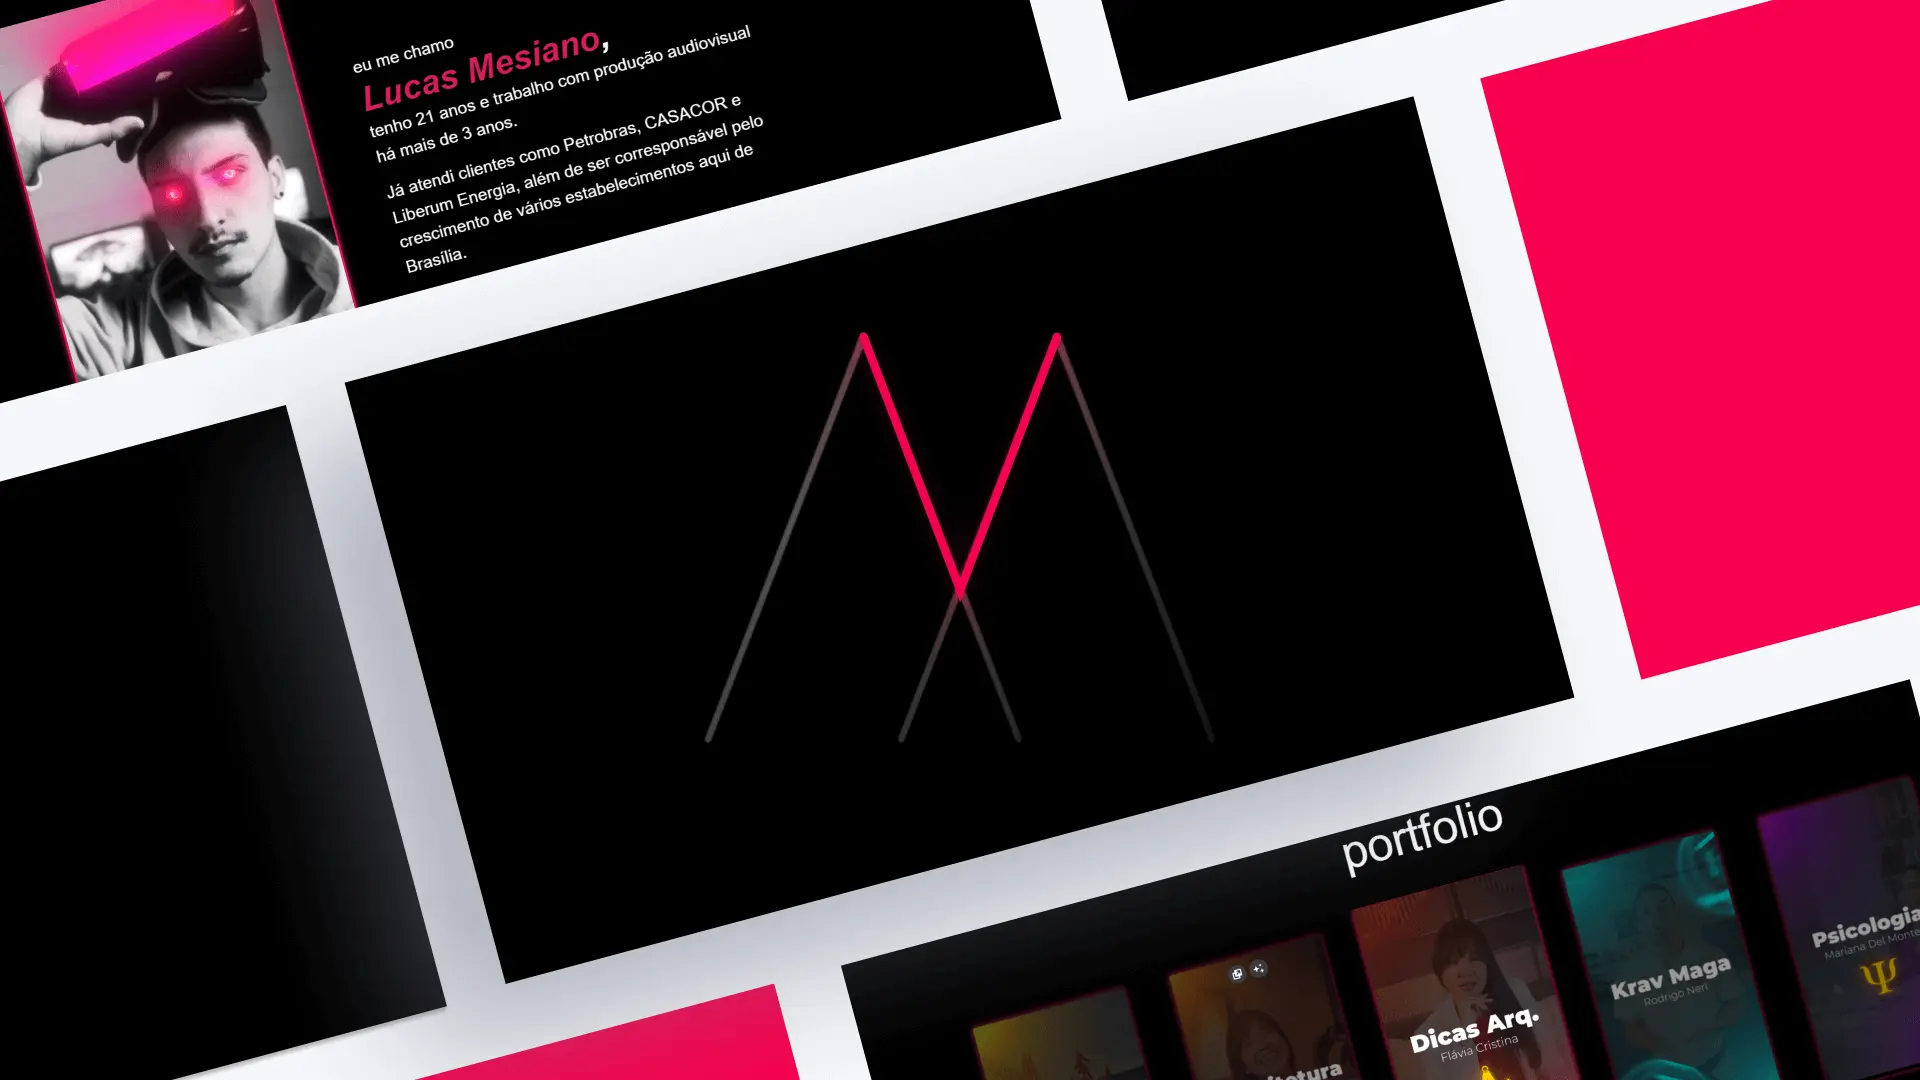 eu me chamo
Lucas Mesiano,
tenho 21 anos e trabalho com produção audiovisual
há mais de 3 anos.
Já atendi clientes como Petrobras, CASACOR e
Liberum Energia, além de ser corresponsável pelo
crescimento de vários estabelecimentos aqui de
Brasília.
portfolio
Dicas Arq.
Flávia Cristina
Krav Maga
Rodrigo Neri
Psicologia
Mariana Del Monte